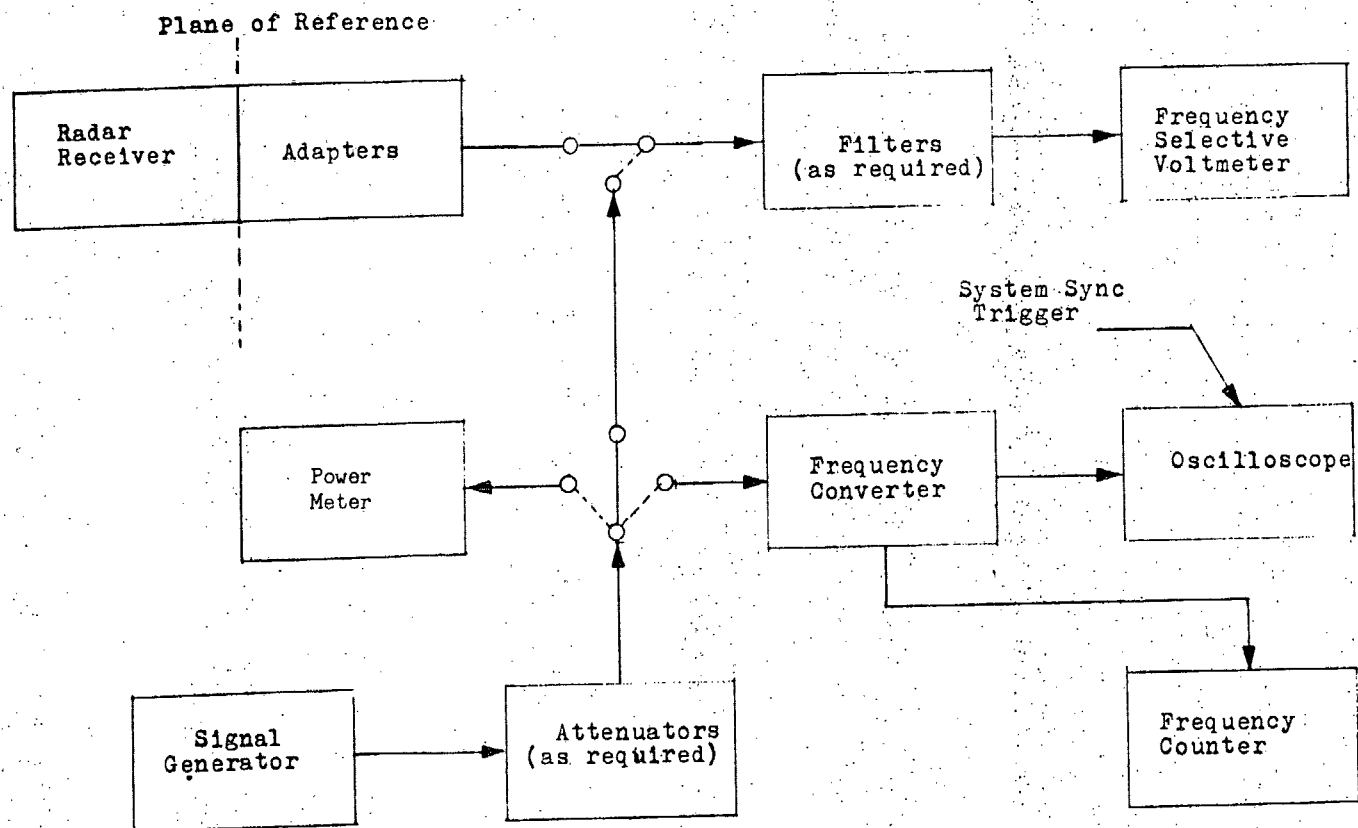 Plane of Reference
Radar
Receiver
Adapters
Filters
(as required)
Frequency
Selective
Voltmeter
System Sync
Trigger
Power
Meter
Frequency
Converter
Oscilloscope
Signal
Generator
Attenuators
(as required)
Frequency
Counter